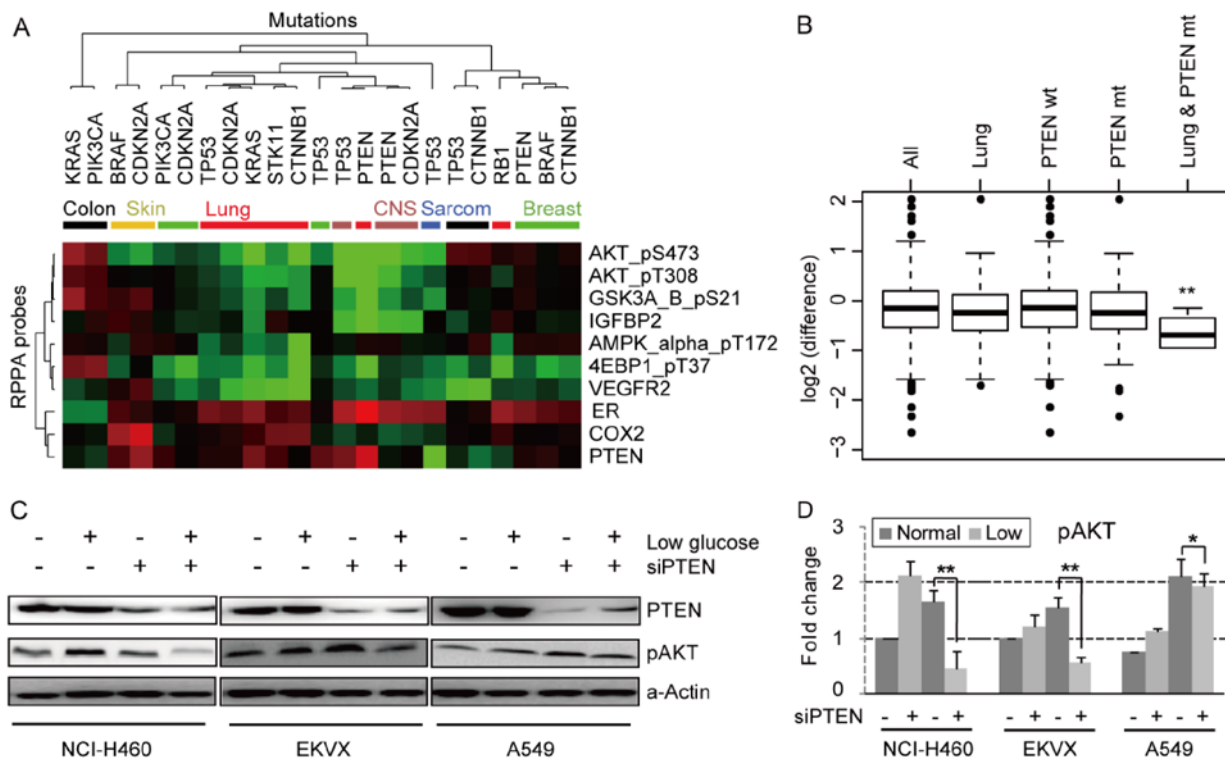 A
Mutations
KRAS
PIK3CA
BRAF
CDKN2A
PIK3CA
CDKN2A
TP53
CDKN2A
KRAS
STK11
CTNNB1
TP53
TP53
PTEN
PTEN
CDKN2A
TP53
TP53
CTNNB1
RB1
PTEN
BRAF
CTNNB1
Colon Skin Lung CNS Sarcom Breast
RPPA probes
AKT_pS473
AKT_pT308
GSK3A_B_pS21
IGFBP2
AMPK_alpha_pT172
4EBP1_pT37
VEGFR2
ER
COX2
PTEN
B
All
Lung
PTEN wt
PTEN mt
Lung & PTEN mt
log2 (difference)
2
1
0
-1
-2
-3
**
C
- + - + - + - + - + - + Low glucose
- - + + - - + + - - + + siPTEN
PTEN
pAKT
a-Actin
NCI-H460 EKVX A549
D
Normal Low pAKT
Fold change
3
2
1
0
** ** *
siPTEN - + - + - + - + - + - +
NCI-H460 EKVX A549